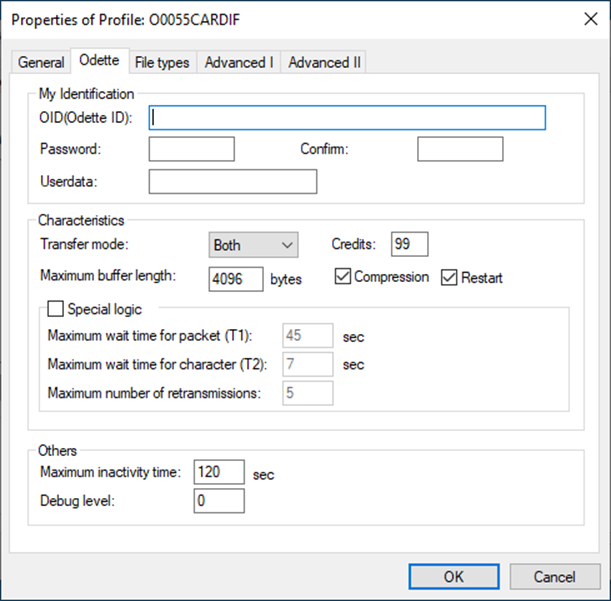 Properties of Profile: O0055CARDIF
General Odette File types Advanced I Advanced II
My Identification
OID(Odette ID):
Password: Confirm:
Userdata:
Characteristics
Transfer mode: Both Credits: 99
Maximum buffer length: 4096 bytes Compression Restart
Special logic
Maximum wait time for packet (T1): 45 sec
Maximum wait time for character (T2): 7 sec
Maximum number of retransmissions: 5
Others
Maximum inactivity time: 120 sec
Debug level: 0
OK Cancel